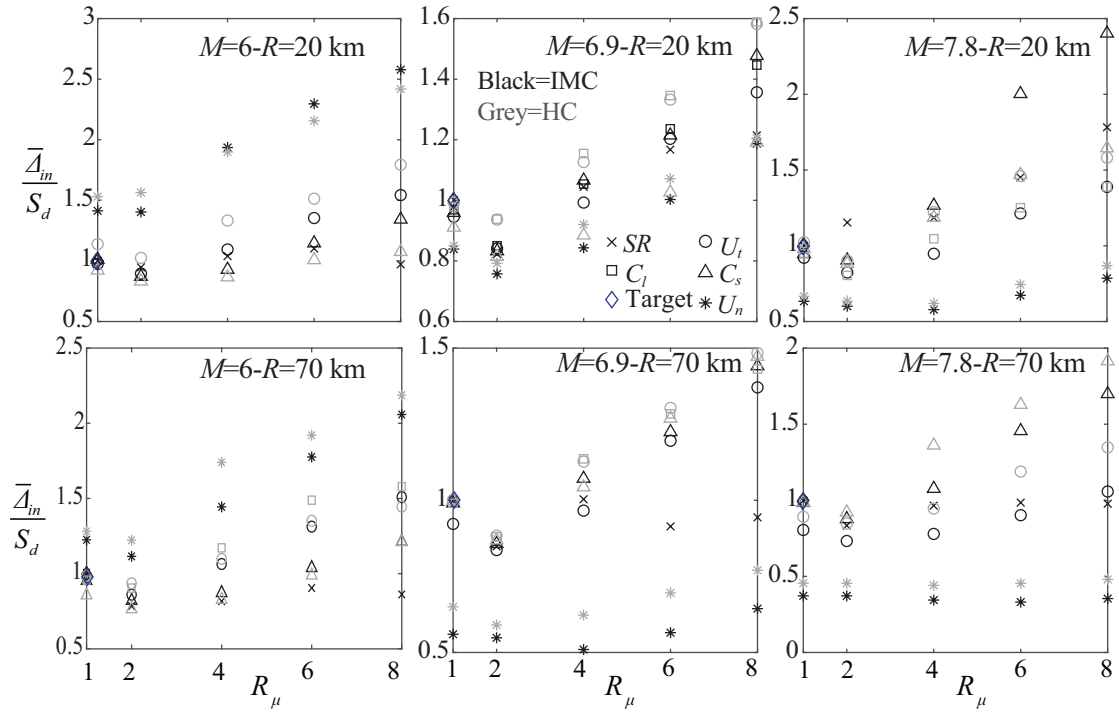 3
2.5
2
1.5
1
0.5
M=6-R=20 km
Δ̅in
Sd
1.6
1.4
1.2
1
0.8
0.6
M=6.9-R=20 km
Black=IMC
Grey=HC
SR
Ut
Cl
Cs
Target
Un
2.5
2
1.5
1
0.5
M=7.8-R=20 km
2.5
2
1.5
1
0.5
M=6-R=70 km
Δ̅in
Sd
1 2 4 6 8
Rμ
1.5
1
0.5
M=6.9-R=70 km
1 2 4 6 8
Rμ
2
1.5
1
0.5
0
M=7.8-R=70 km
1 2 4 6 8
Rμ